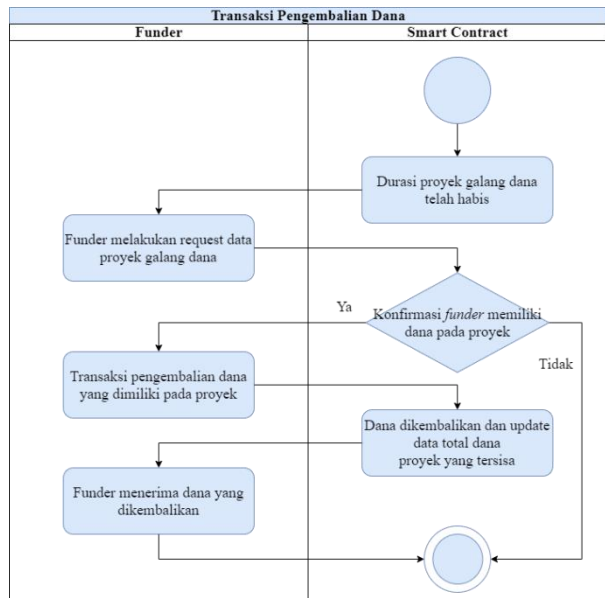 Transaksi Pengembalian Dana
Funder
Smart Contract
Durasi proyek galang dana
telah habis
Funder melakukan request data
proyek galang dana
Konfirmasi funder memiliki
dana pada proyek
Ya
Tidak
Transaksi pengembalian dana
yang dimiliki pada proyek
Dana dikembalikan dan update
data total dana
proyek yang tersisa
Funder menerima dana yang
dikembalikan